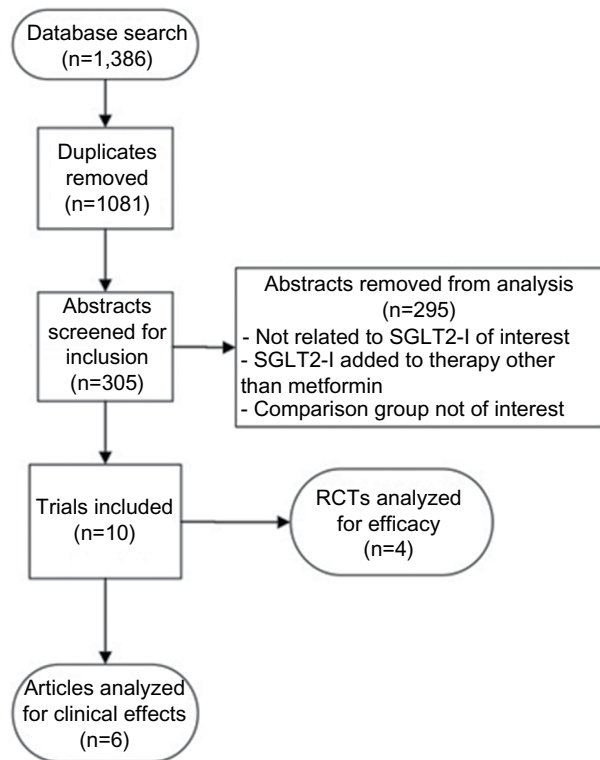 Database search
(n=1,386)
Duplicates
removed
(n=1081)
Abstracts
screened for
inclusion
(n=305)
Abstracts removed from analysis
(n=295)
- Not related to SGLT2-I of interest
- SGLT2-I added to therapy other
than metformin
- Comparison group not of interest
Trials included
(n=10)
RCTs analyzed
for efficacy
(n=4)
Articles analyzed
for clinical effects
(n=6)